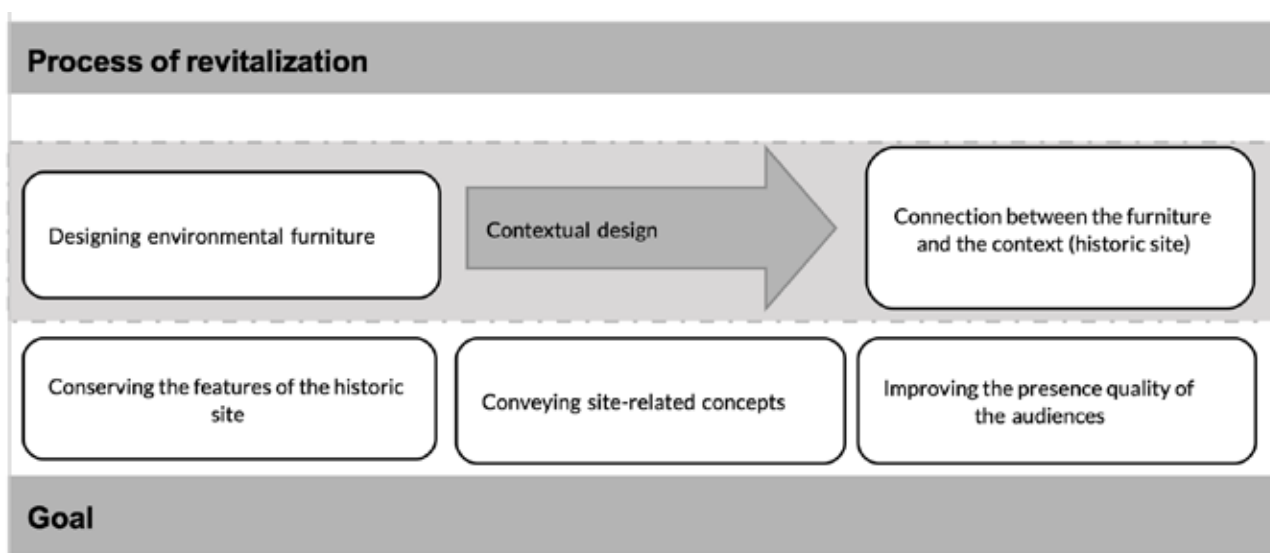 Process of revitalization
Designing environmental furniture
Contextual design
Connection between the furniture
and the context (historic site)
Conserving the features of the historic
site
Conveying site-related concepts
Improving the presence quality of
the audiences
Goal